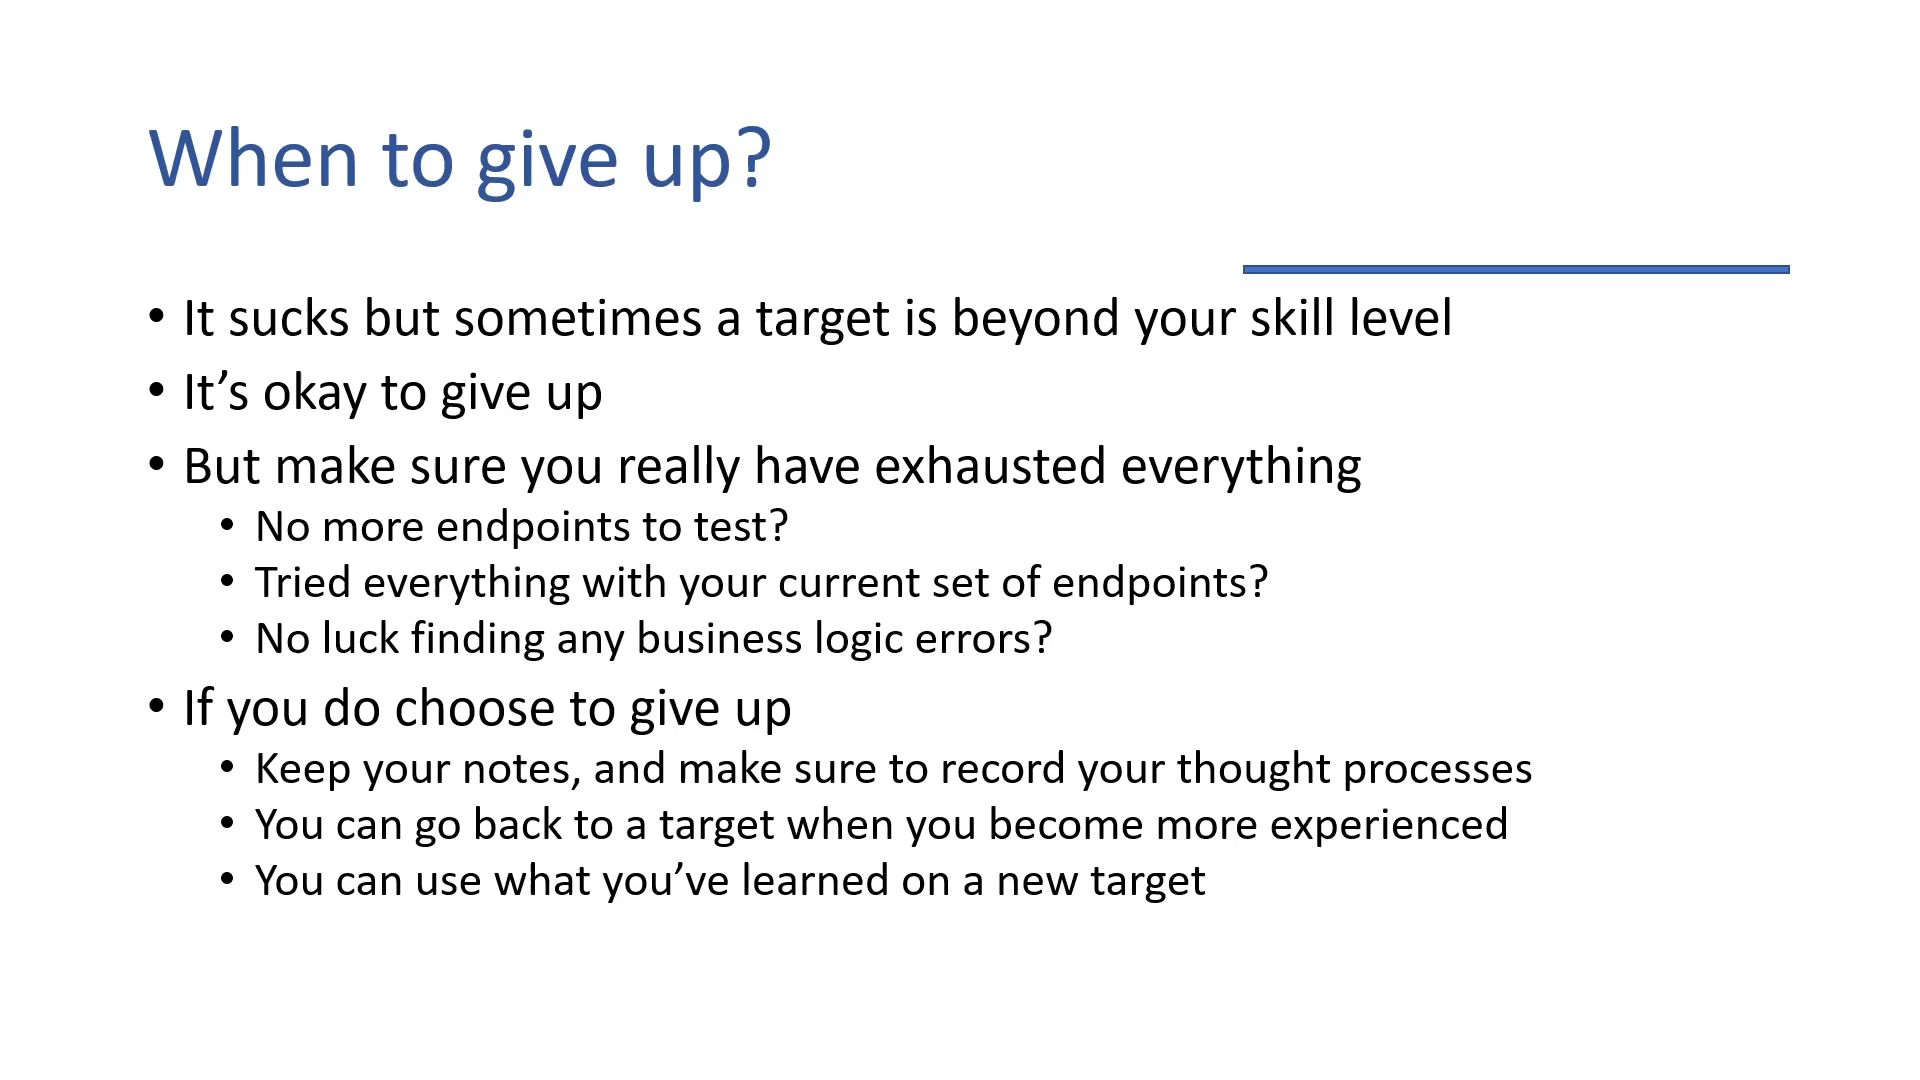 When to give up?
• It sucks but sometimes a target is beyond your skill level
• It’s okay to give up
• But make sure you really have exhausted everything
• No more endpoints to test?
• Tried everything with your current set of endpoints?
• No luck finding any business logic errors?
• If you do choose to give up
• Keep your notes, and make sure to record your thought processes
• You can go back to a target when you become more experienced
• You can use what you’ve learned on a new target